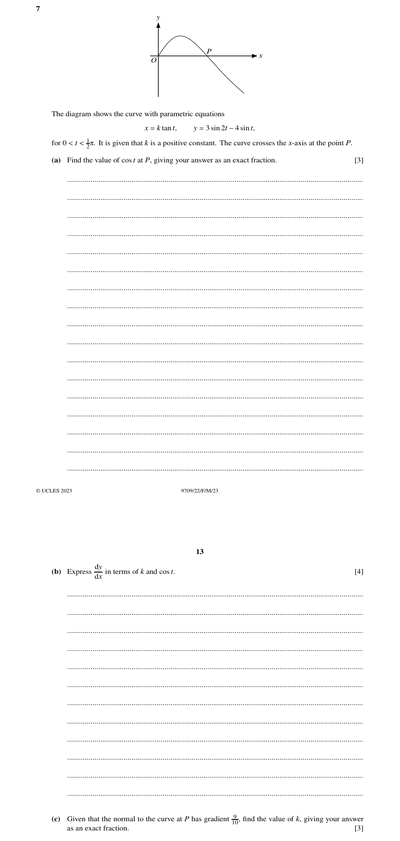 7
y
P
x
O
The diagram shows the curve with parametric equations
x = k tan t,    y = 3 sin 2t − 4 sin t,
for 0 < t < ½π. It is given that k is a positive constant. The curve crosses the x-axis at the point P.
(a) Find the value of cos t at P, giving your answer as an exact fraction. [3]
© UCLES 2023 9709/22/F/M/23
13
(b) Express dy/dx in terms of k and cos t. [4]
(c) Given that the normal to the curve at P has gradient 9/10, find the value of k, giving your answer
as an exact fraction. [3]